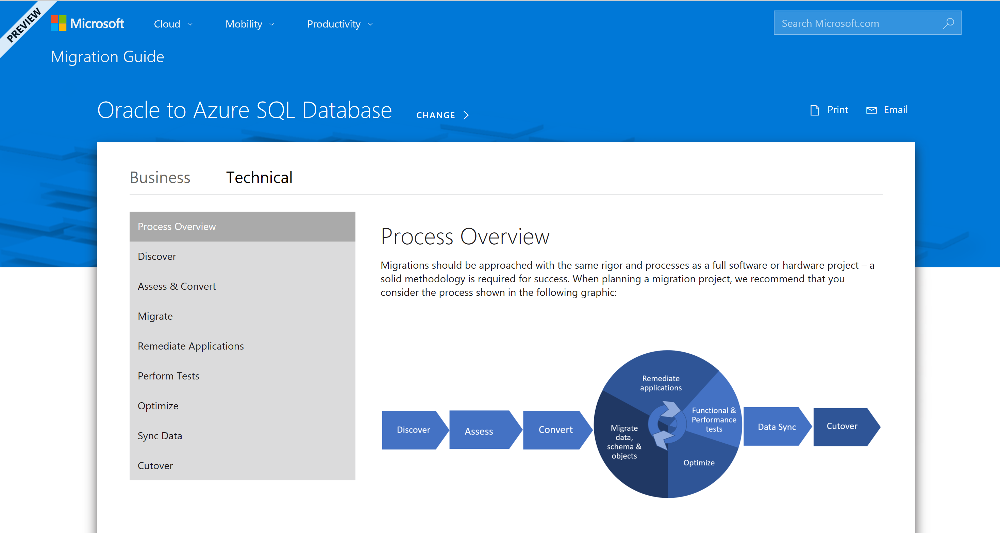 PREVIEW
Microsoft
Cloud
Mobility
Productivity
Search Microsoft.com
Migration Guide
Oracle to Azure SQL Database
CHANGE
Print
Email
Business
Technical
Process Overview
Discover
Assess & Convert
Migrate
Remediate Applications
Perform Tests
Optimize
Sync Data
Cutover
Process Overview
Migrations should be approached with the same rigor and processes as a full software or hardware project – a
solid methodology is required for success. When planning a migration project, we recommend that you
consider the process shown in the following graphic:
Discover
Assess
Convert
Migrate
data,
schema &
objects
Remediate
applications
Functional &
Performance
tests
Optimize
Data Sync
Cutover